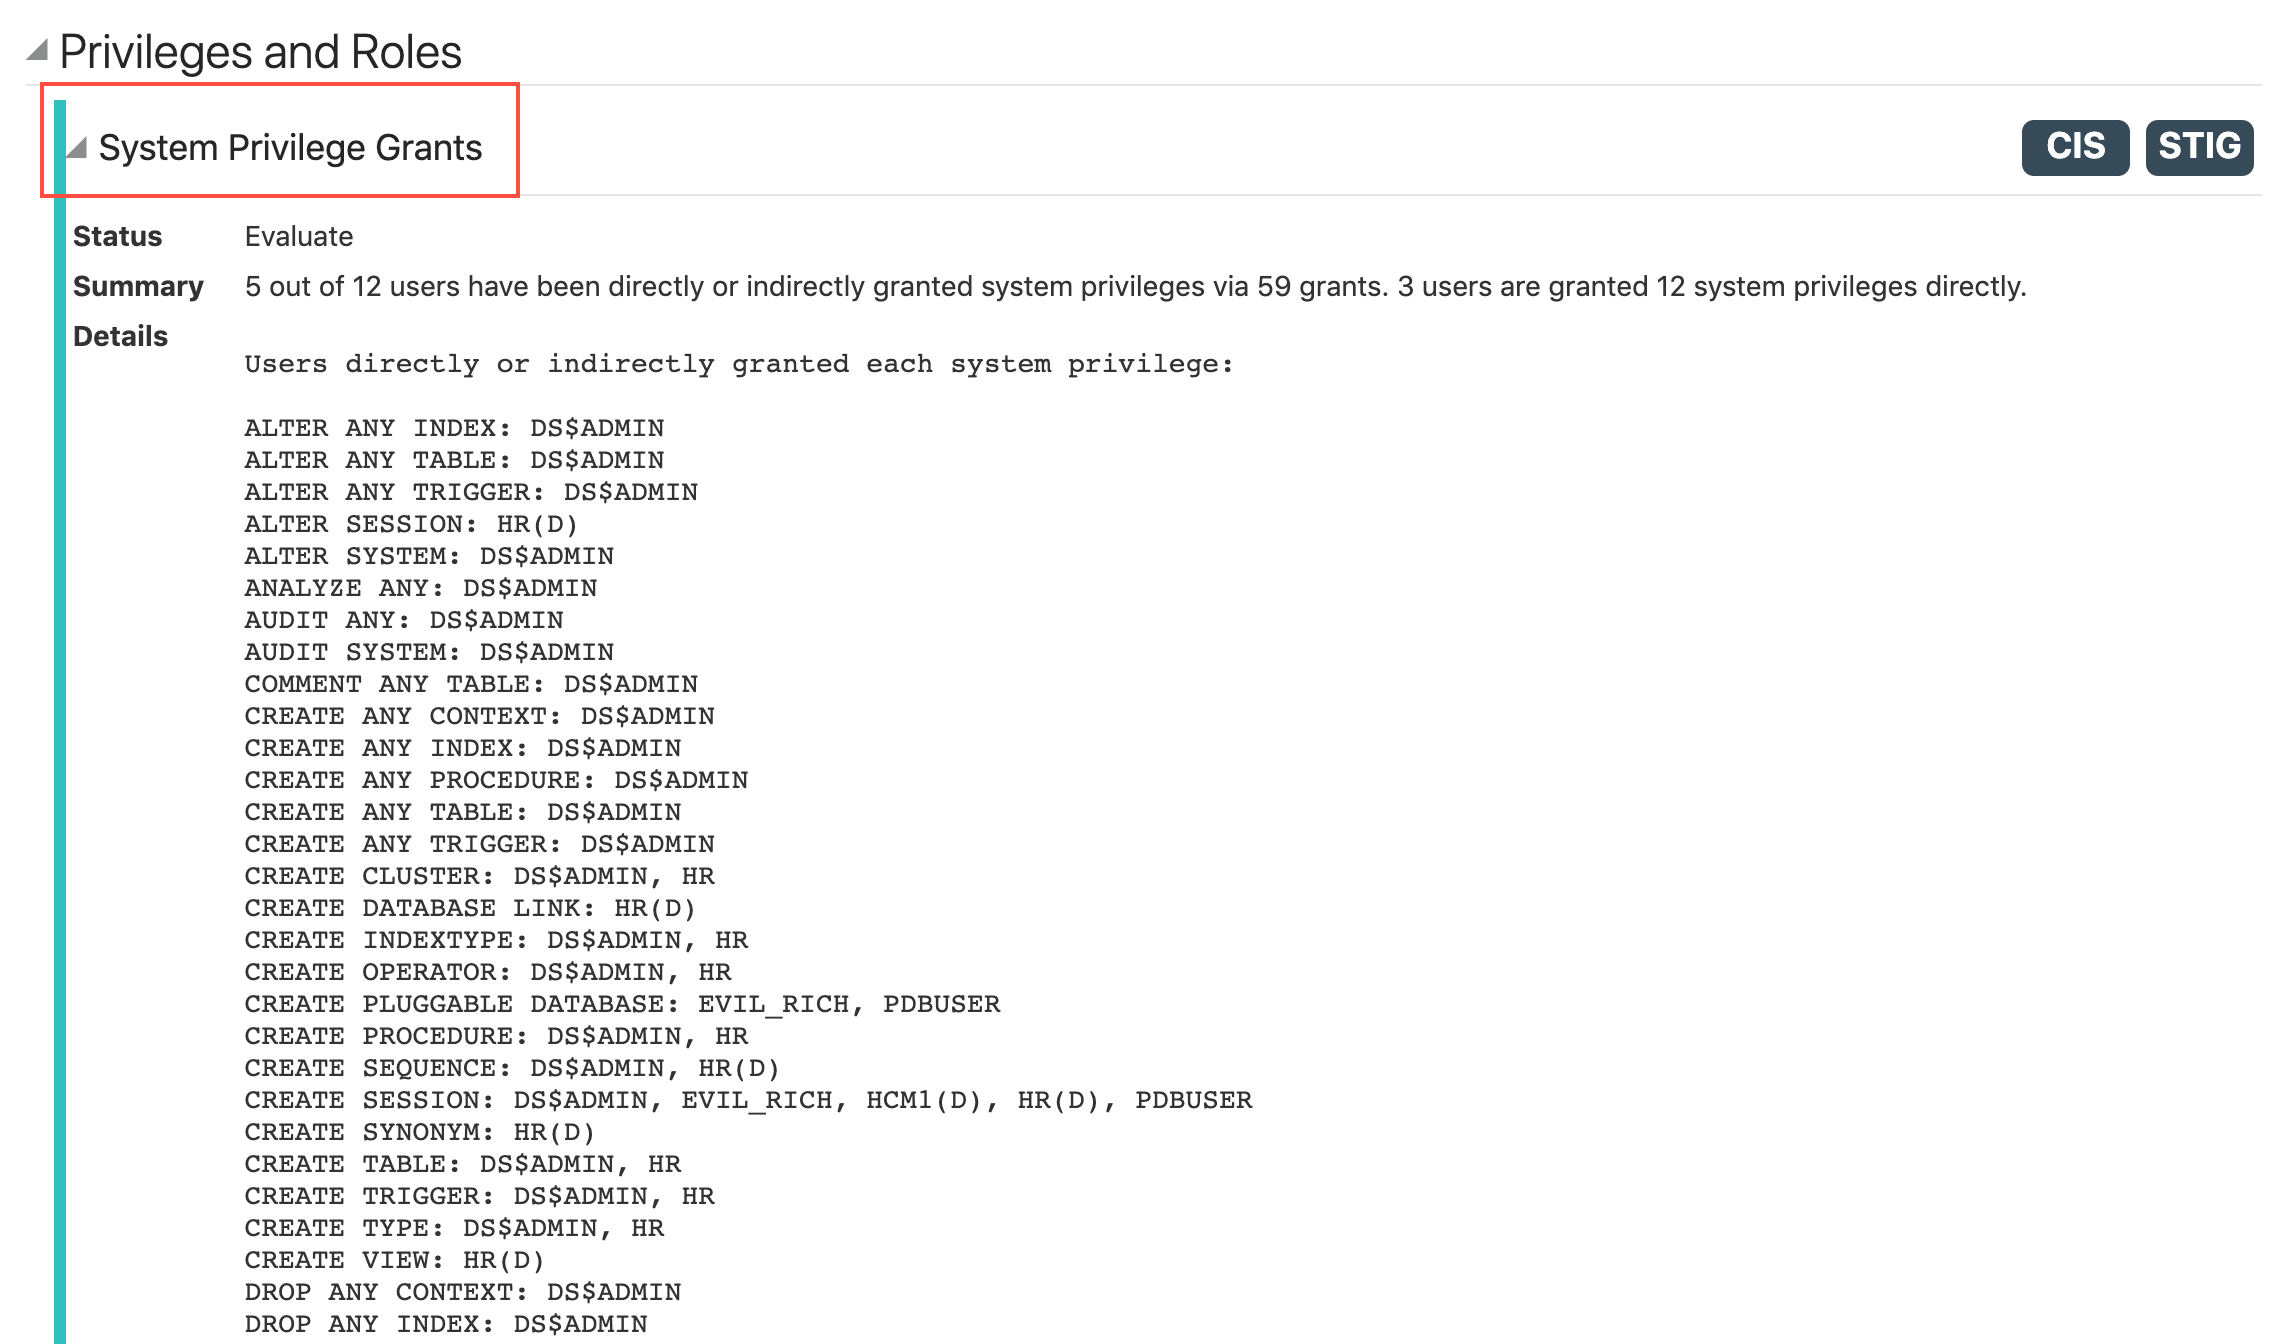 Privileges and Roles
System Privilege Grants
CIS STIG
Status Evaluate
Summary 5 out of 12 users have been directly or indirectly granted system privileges via 59 grants. 3 users are granted 12 system privileges directly.
Details
Users directly or indirectly granted each system privilege:
ALTER ANY INDEX: DS$ADMIN
ALTER ANY TABLE: DS$ADMIN
ALTER ANY TRIGGER: DS$ADMIN
ALTER SESSION: HR(D)
ALTER SYSTEM: DS$ADMIN
ANALYZE ANY: DS$ADMIN
AUDIT ANY: DS$ADMIN
AUDIT SYSTEM: DS$ADMIN
COMMENT ANY TABLE: DS$ADMIN
CREATE ANY CONTEXT: DS$ADMIN
CREATE ANY INDEX: DS$ADMIN
CREATE ANY PROCEDURE: DS$ADMIN
CREATE ANY TABLE: DS$ADMIN
CREATE ANY TRIGGER: DS$ADMIN
CREATE CLUSTER: DS$ADMIN, HR
CREATE DATABASE LINK: HR(D)
CREATE INDEXTYPE: DS$ADMIN, HR
CREATE OPERATOR: DS$ADMIN, HR
CREATE PLUGGABLE DATABASE: EVIL_RICH, PDBUSER
CREATE PROCEDURE: DS$ADMIN, HR
CREATE SEQUENCE: DS$ADMIN, HR(D)
CREATE SESSION: DS$ADMIN, EVIL_RICH, HCM1(D), HR(D), PDBUSER
CREATE SYNONYM: HR(D)
CREATE TABLE: DS$ADMIN, HR
CREATE TRIGGER: DS$ADMIN, HR
CREATE TYPE: DS$ADMIN, HR
CREATE VIEW: HR(D)
DROP ANY CONTEXT: DS$ADMIN
DROP ANY INDEX: DS$ADMIN